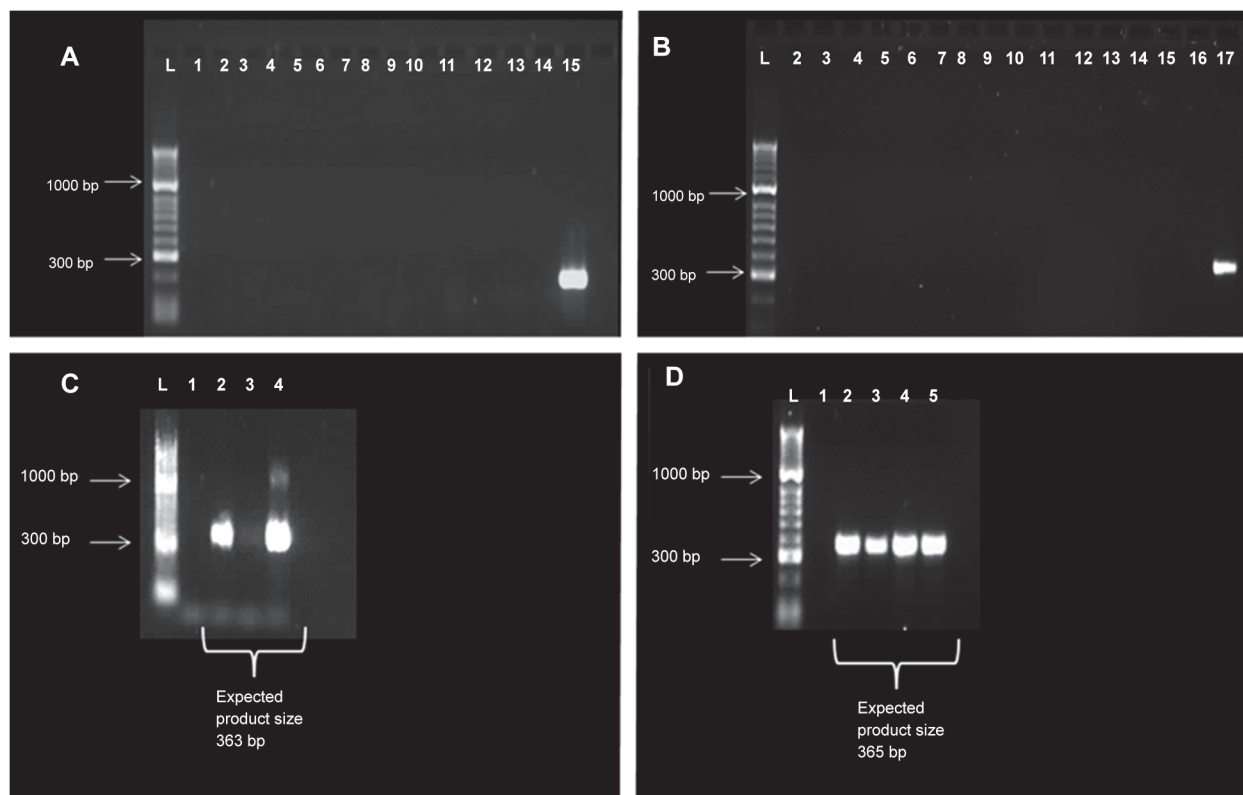 A
L 1 2 3 4 5 6 7 8 9 10 11 12 13 14 15
1000 bp
300 bp
B
L 2 3 4 5 6 7 8 9 10 11 12 13 14 15 16 17
1000 bp
300 bp
C
L 1 2 3 4
1000 bp
300 bp
Expected
product size
363 bp
D
L 1 2 3 4 5
1000 bp
300 bp
Expected
product size
365 bp